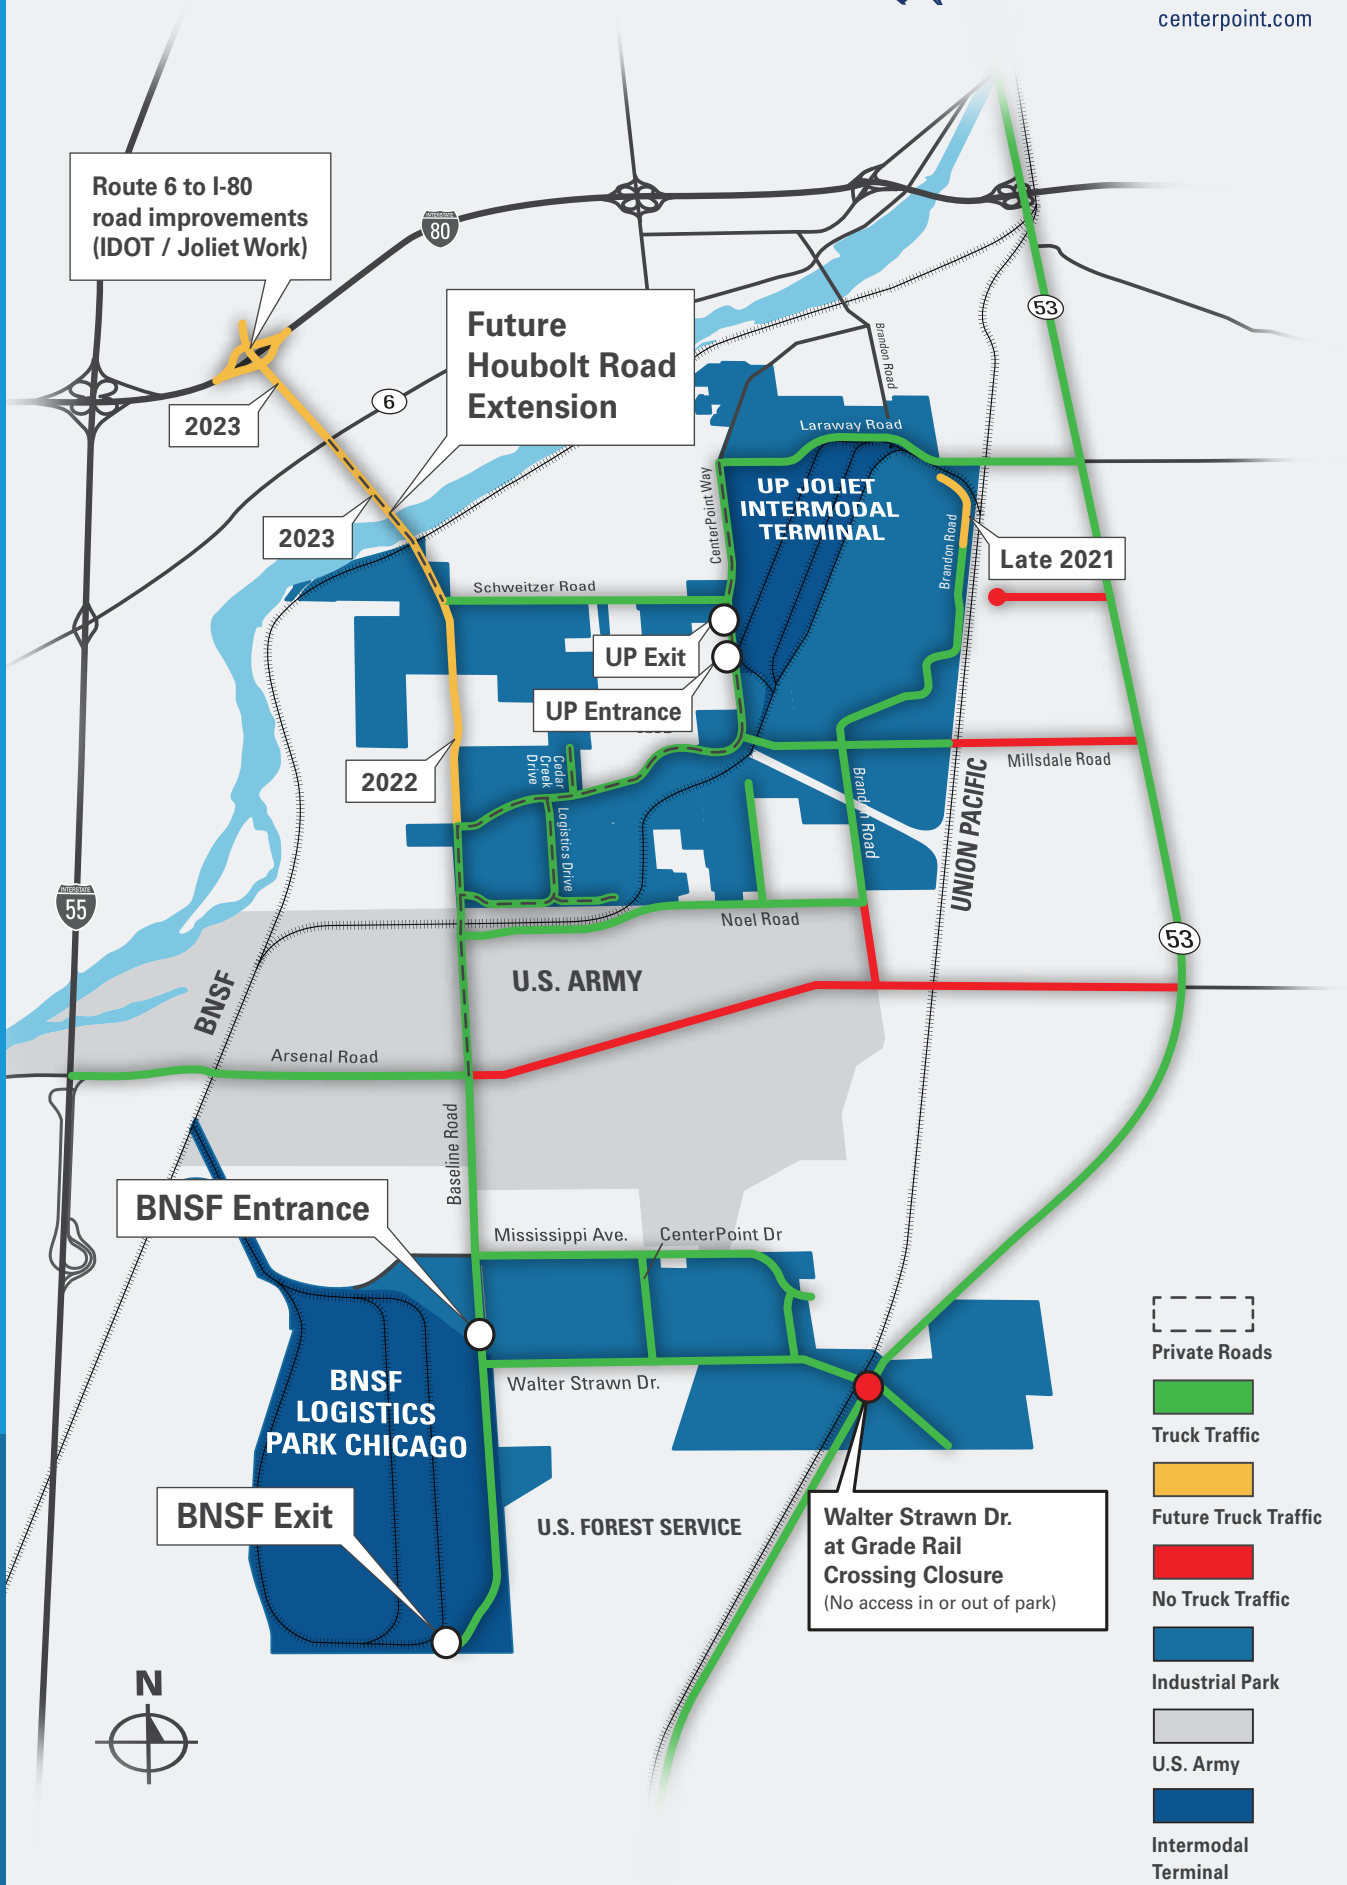 centerpoint.com
Route 6 to I-80
road improvements
(IDOT / Joliet Work)
INTERSTATE
80
53
Future
Houbolt Road
Extension
Brandon Road
6
2023
Laraway Road
CenterPoint Way
UP JOLIET
INTERMODAL
TERMINAL
2023
Brandon Road
Late 2021
Schweitzer Road
UP Exit
UP Entrance
2022
Cedar
Creek
Drive
Millsdale Road
UNION PACIFIC
Brandon Road
Logistics Drive
INTERSTATE
55
Noel Road
53
U.S. ARMY
BNSF
Arsenal Road
Baseline Road
BNSF Entrance
Mississippi Ave.
CenterPoint Dr
Walter Strawn Dr.
BNSF
LOGISTICS
PARK CHICAGO
BNSF Exit
U.S. FOREST SERVICE
Walter Strawn Dr.
at Grade Rail
Crossing Closure
(No access in or out of park)
N
Private Roads
Truck Traffic
Future Truck Traffic
No Truck Traffic
Industrial Park
U.S. Army
Intermodal
Terminal